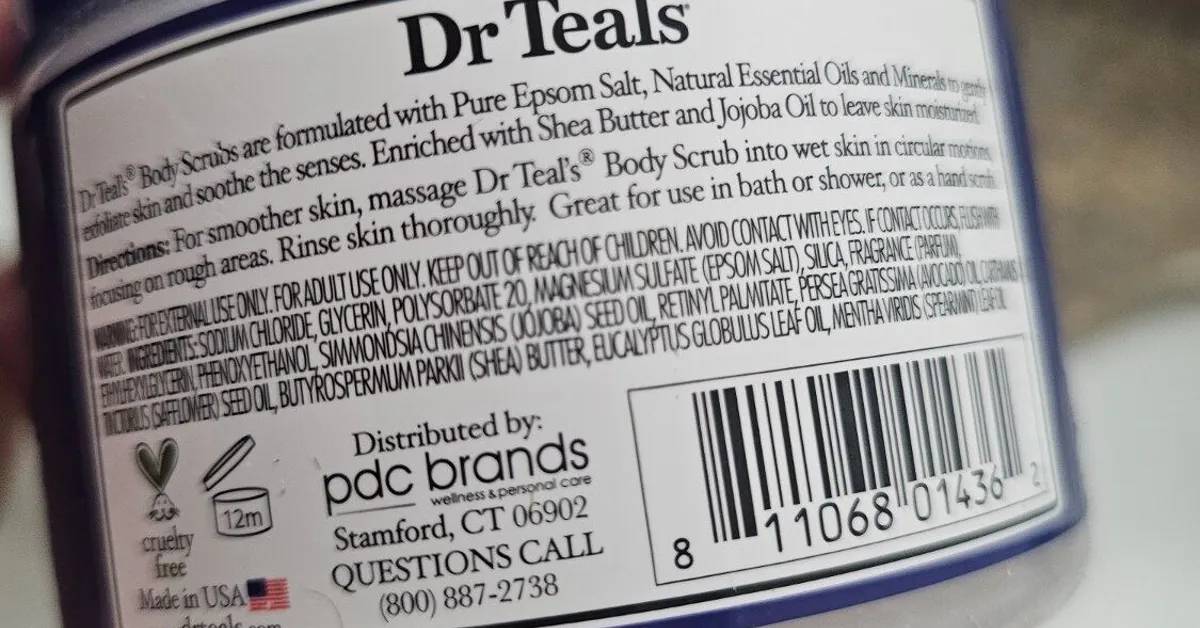 Dr Teals®
Dr Teal's® Body Scrubs are formulated with Pure Epsom Salt, Natural Essential Oils and Minerals to gently
exfoliate skin and soothe the senses. Enriched with Shea Butter and Jojoba Oil to leave skin moisturized.
Directions: For smoother skin, massage Dr Teal's® Body Scrub into wet skin in circular motions,
focusing on rough areas. Rinse skin thoroughly. Great for use in bath or shower, or as a hand scrub.
WARNING: FOR EXTERNAL USE ONLY. FOR ADULT USE ONLY. KEEP OUT OF REACH OF CHILDREN. AVOID CONTACT WITH EYES. IF CONTACT OCCURS, FLUSH WITH
WATER. INGREDIENTS: SODIUM CHLORIDE, GLYCERIN, POLYSORBATE 20, MAGNESIUM SULFATE (EPSOM SALT), SILICA, FRAGRANCE (PARFUM),
ETHYLHEXYLGLYCERIN, PHENOXYETHANOL, SIMMONDSIA CHINENSIS (JOJOBA) SEED OIL, RETINYL PALMITATE, PERSEA GRATISSIMA (AVOCADO) OIL, CARTHAMUS
TINCTORIUS (SAFFLOWER) SEED OIL, BUTYROSPERMUM PARKII (SHEA) BUTTER, EUCALYPTUS GLOBULUS LEAF OIL, MENTHA VIRIDIS (SPEARMINT) LEAF OIL
cruelty
free
12m
Made in USA
drteals.com
Distributed by:
pdc brands
wellness & personal care
Stamford, CT 06902
QUESTIONS CALL
(800) 887-2738
8 11068 01436 2